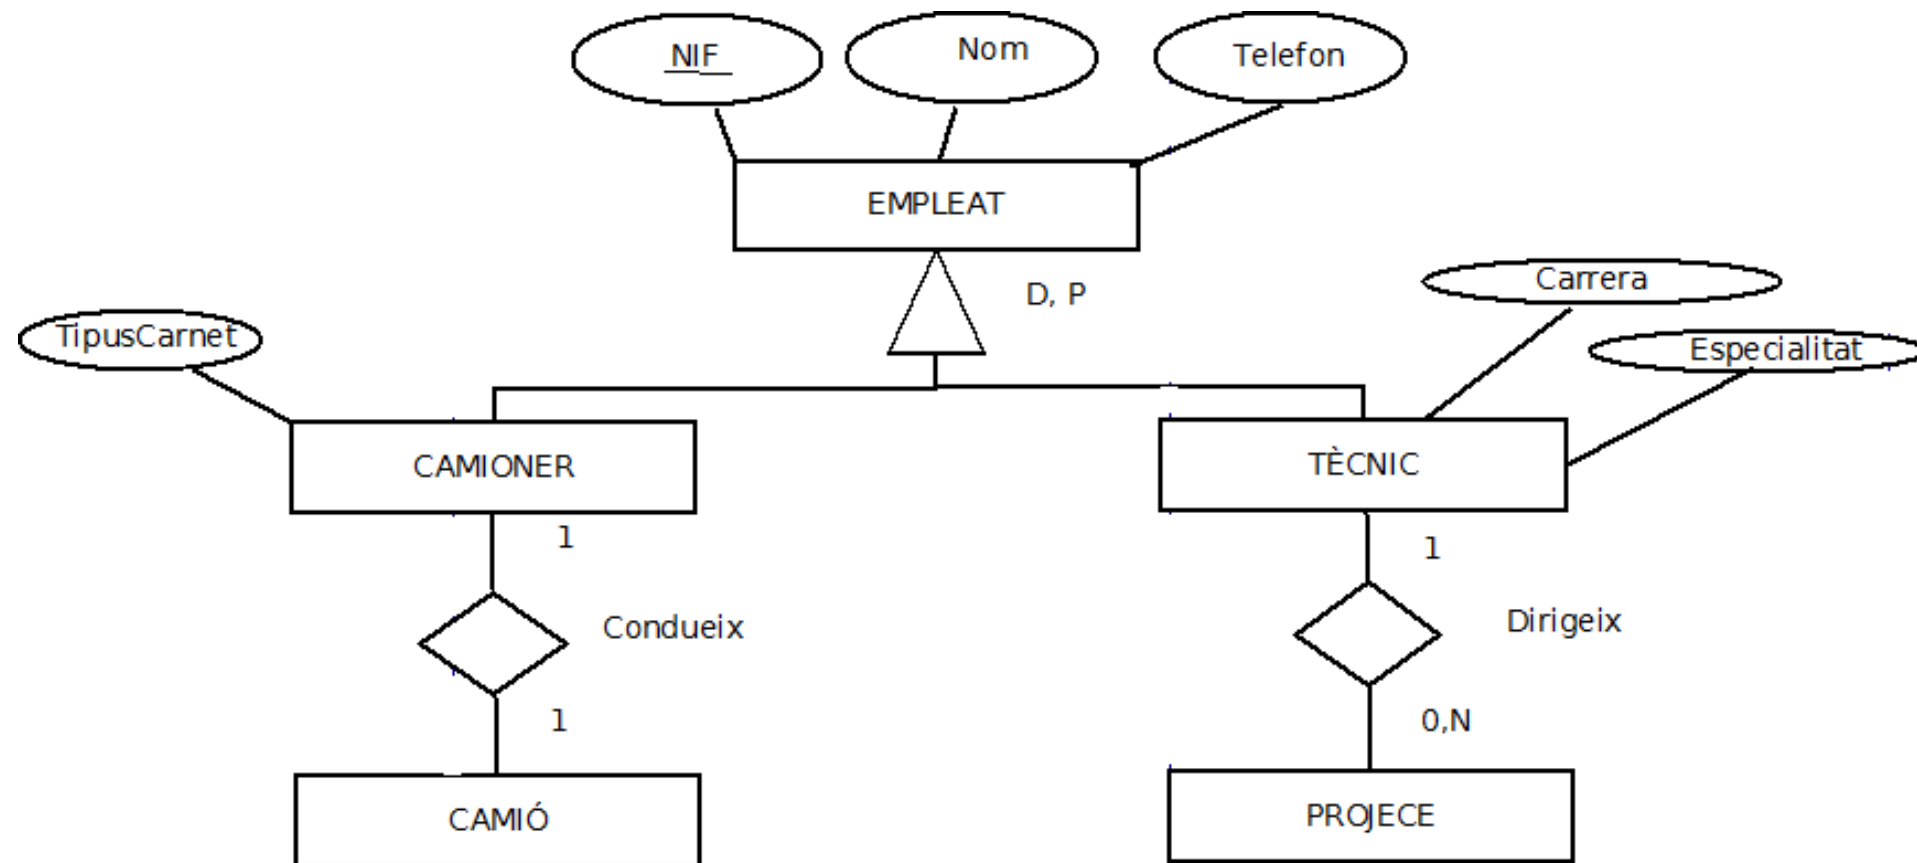 NIF
Nom
Telefon
EMPLEAT
D, P
Carrera
TipusCarnet
Especialitat
CAMIONER
TÈCNIC
1
1
Condueix
Dirigeix
1
0,N
CAMIÓ
PROJECE